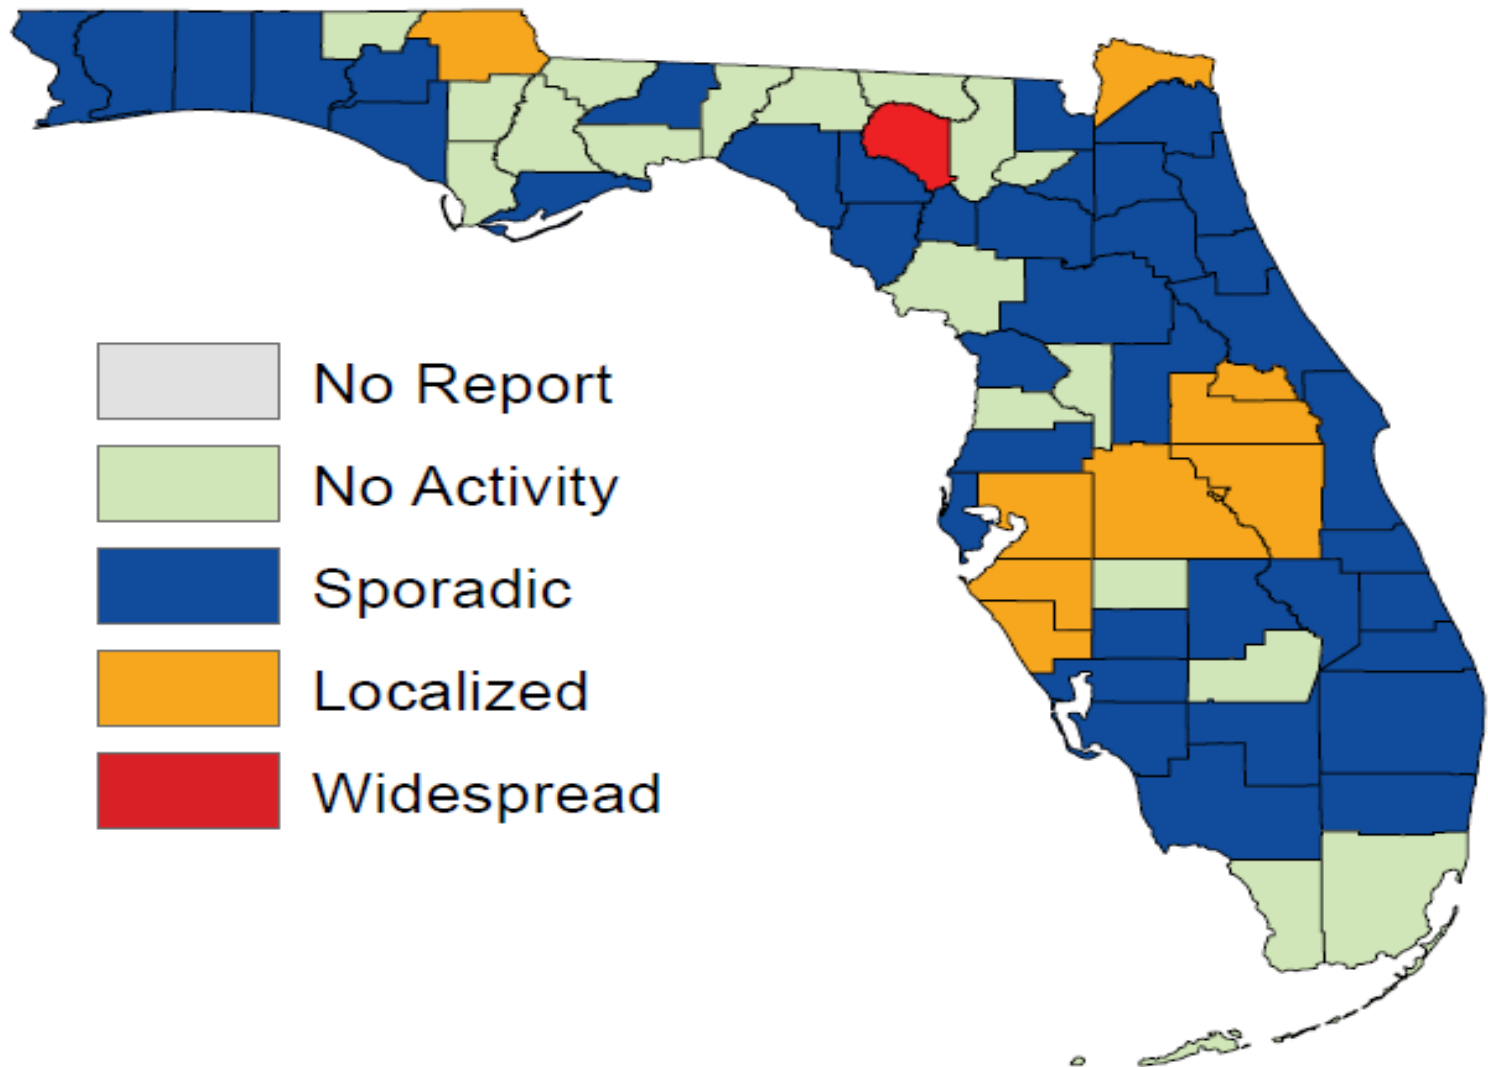 No Report
No Activity
Sporadic
Localized
Widespread